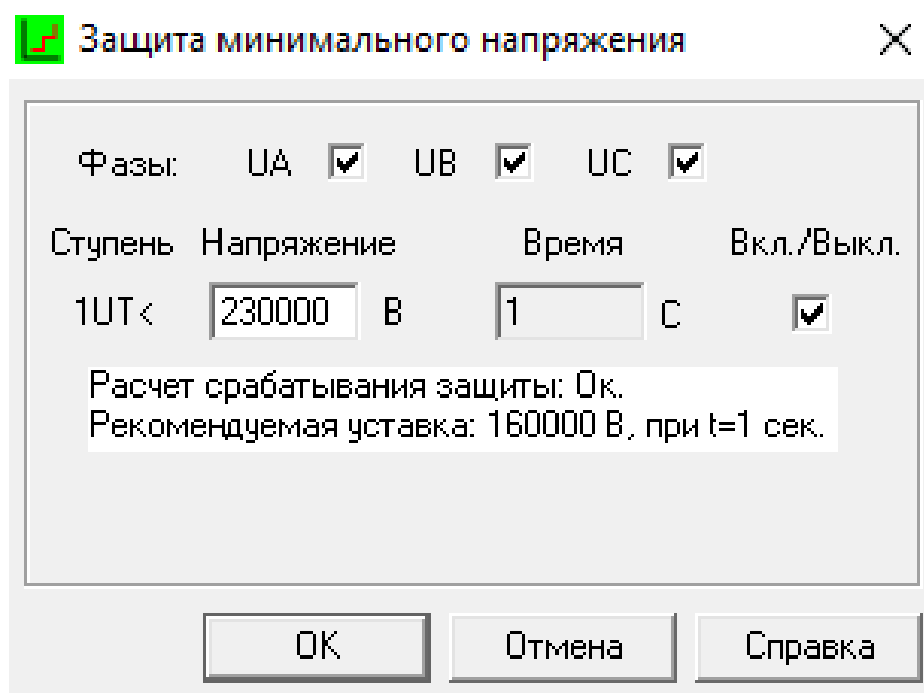 Защита минимального напряжения
Фазы: UA UB UC
Ступень Напряжение Время Вкл./Выкл.
1UT< 230000 В 1 С
Расчет срабатывания защиты: Ок.
Рекомендуемая уставка: 160000 В, при t=1 сек.
OK Отмена Справка